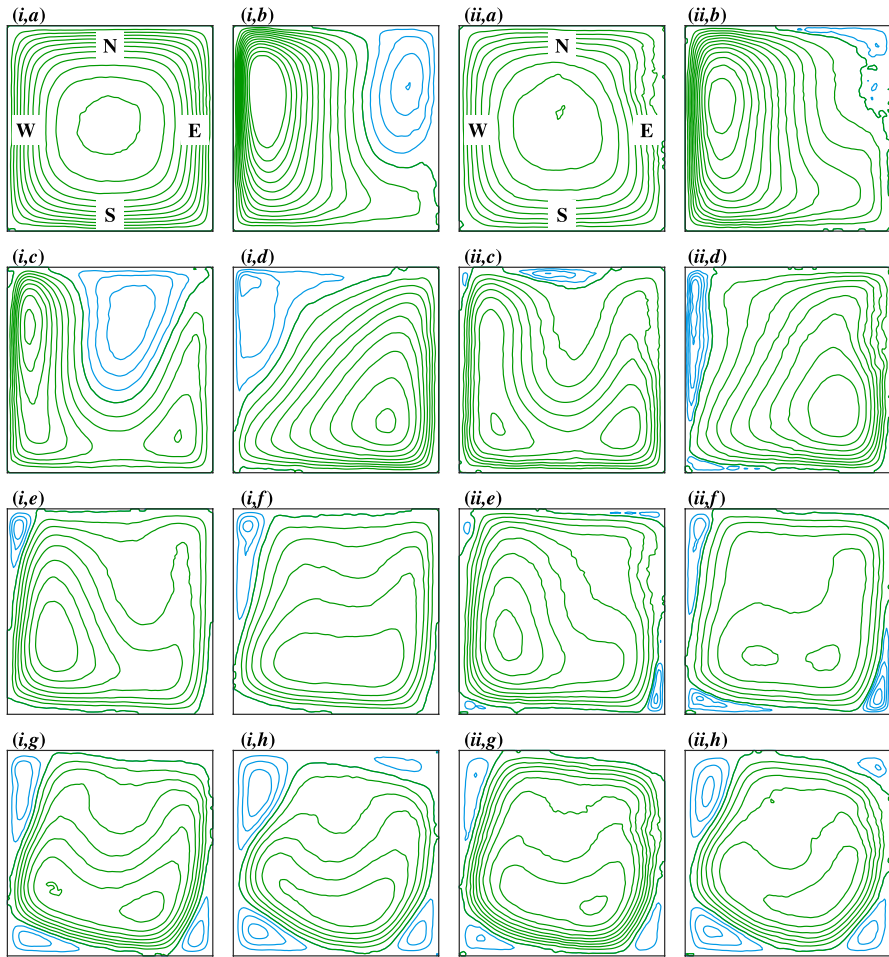 (i,a) (i,b) (ii,a) (ii,b)
N N
W E W E
S S
(i,c) (i,d) (ii,c) (ii,d)
(i,e) (i,f) (ii,e) (ii,f)
(i,g) (i,h) (ii,g) (ii,h)